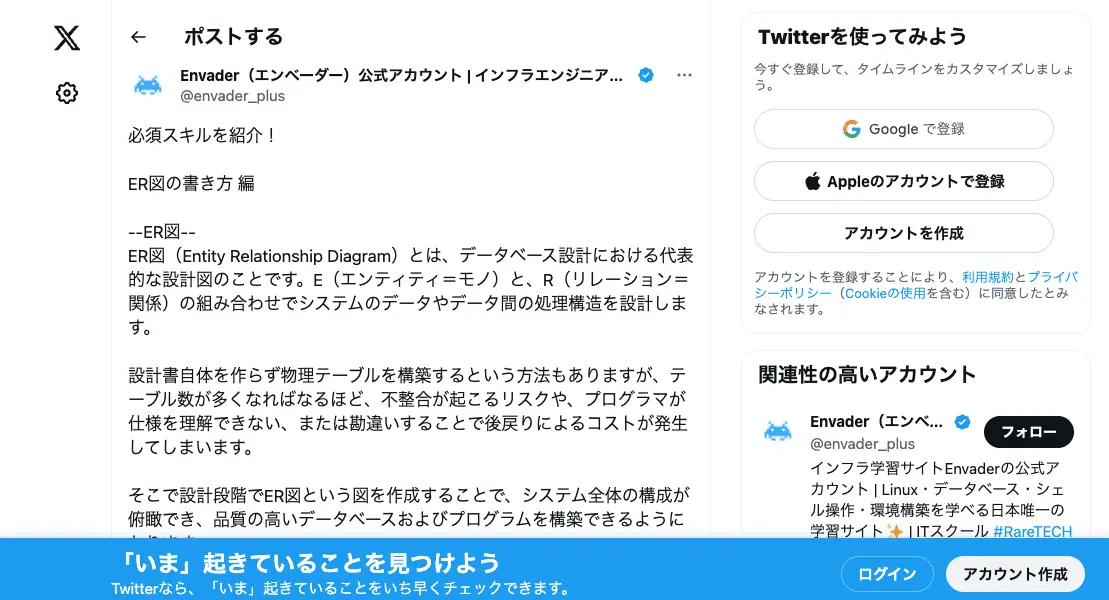 ポストする
Envader（エンベーダー）公式アカウント | インフラエンジニア...
@envader_plus
必須スキルを紹介！
ER図の書き方 編
--ER図--
ER図（Entity Relationship Diagram）とは、データベース設計における代表
的な設計図のことです。E（エンティティ＝モノ）と、R（リレーション＝
関係）の組み合わせでシステムのデータやデータ間の処理構造を設計しま
す。
設計書自体を作らず物理テーブルを構築するという方法もありますが、テ
ーブル数が多くなればなるほど、不整合が起こるリスクや、プログラマが
仕様を理解できない、または勘違いすることで後戻りによるコストが発生
してしまいます。
そこで設計段階でER図という図を作成することで、システム全体の構成が
俯瞰でき、品質の高いデータベースおよびプログラムを構築できるように
Twitterを使ってみよう
今すぐ登録して、タイムラインをカスタマイズしましょ
う。
Google で登録
Appleのアカウントで登録
アカウントを作成
アカウントを登録することにより、利用規約とプライバ
シーポリシー（Cookieの使用を含む）に同意したとみ
なされます。
関連性の高いアカウント
Envader（エンベ...
フォロー
@envader_plus
インフラ学習サイトEnvaderの公式ア
カウント | Linux・データベース・シェ
ル操作・環境構築を学べる日本唯一の
学習サイト✨ | ITスクール #RareTECH
「いま」起きていることを見つけよう
Twitterなら、「いま」起きていることをいち早くチェックできます。
ログイン
アカウント作成